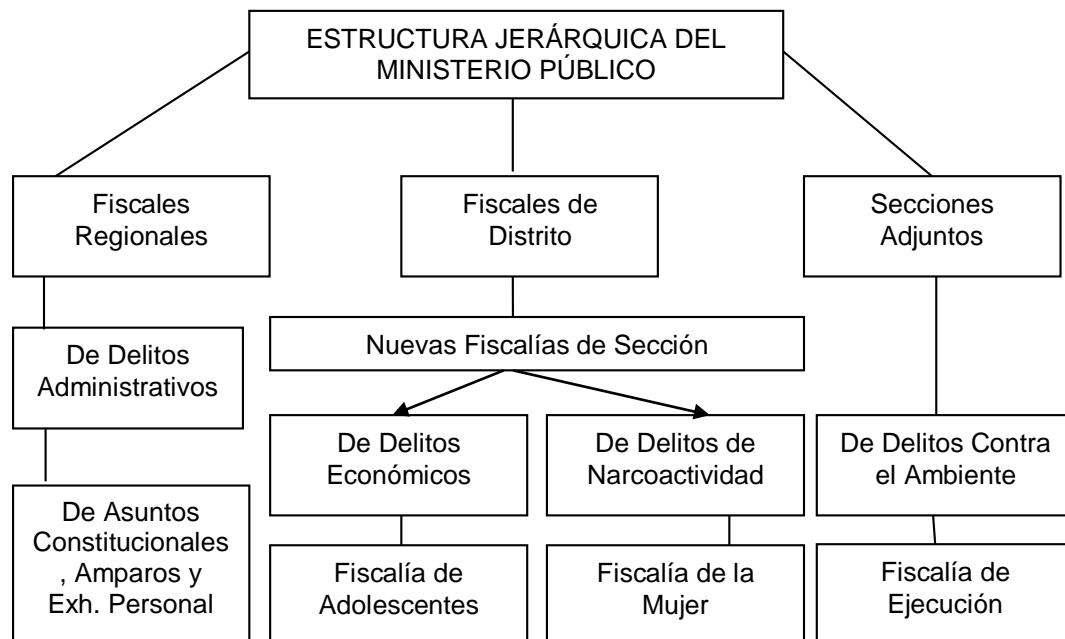 ESTRUCTURA JERÁRQUICA DEL
MINISTERIO PÚBLICO
Fiscales
Regionales
Fiscales de
Distrito
Secciones
Adjuntos
Nuevas Fiscalías de Sección
De Delitos
Administrativos
De Delitos
Económicos
De Delitos de
Narcoactividad
De Delitos Contra
el Ambiente
De Asuntos
Constitucionales
, Amparos y
Exh. Personal
Fiscalía de
Adolescentes
Fiscalía de la
Mujer
Fiscalía de
Ejecución